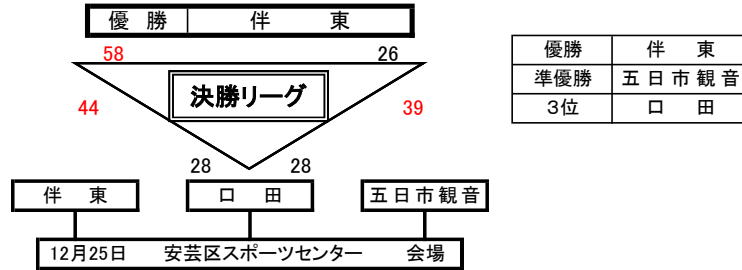 優 勝 伴 東
58 26
優勝 伴 東
準優勝 五日市観音
3位 口 田
決勝リーグ
44 39
28 28
伴 東 口 田 五日市観音
12月25日 安芸区スポーツセンター 会場